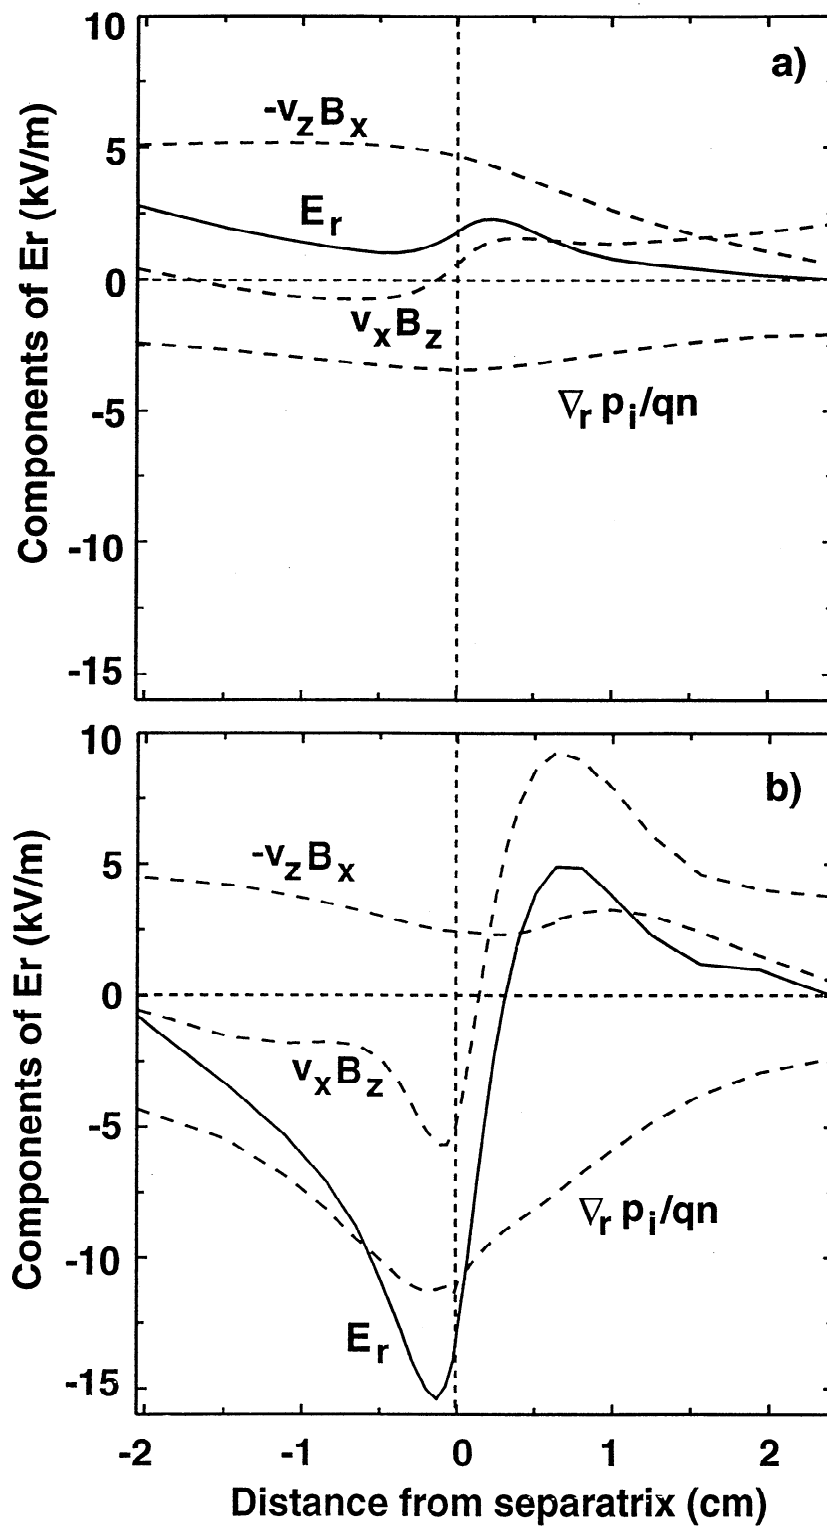 10
a)
-vzBx
5
Er
0
vxBz
∇r pi/qn
-5
-10
-15
Components of Er (kV/m)
10
b)
-vzBx
5
0
vxBz
-5
∇r pi/qn
-10
Er
-15
Components of Er (kV/m)
-2 -1 0 1 2
Distance from separatrix (cm)